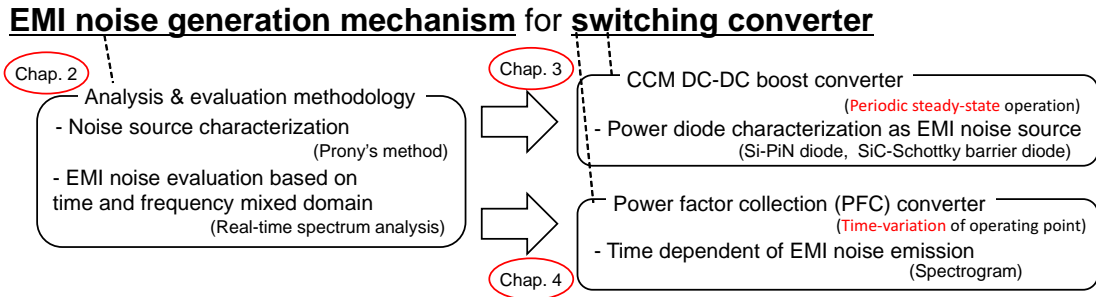 EMI noise generation mechanism for switching converter
Chap. 2
Analysis & evaluation methodology
- Noise source characterization
(Prony's method)
- EMI noise evaluation based on
time and frequency mixed domain
(Real-time spectrum analysis)
Chap. 3
CCM DC-DC boost converter
(Periodic steady-state operation)
- Power diode characterization as EMI noise source
(Si-PiN diode, SiC-Schottky barrier diode)
Power factor collection (PFC) converter
(Time-variation of operating point)
- Time dependent of EMI noise emission
(Spectrogram)
Chap. 4